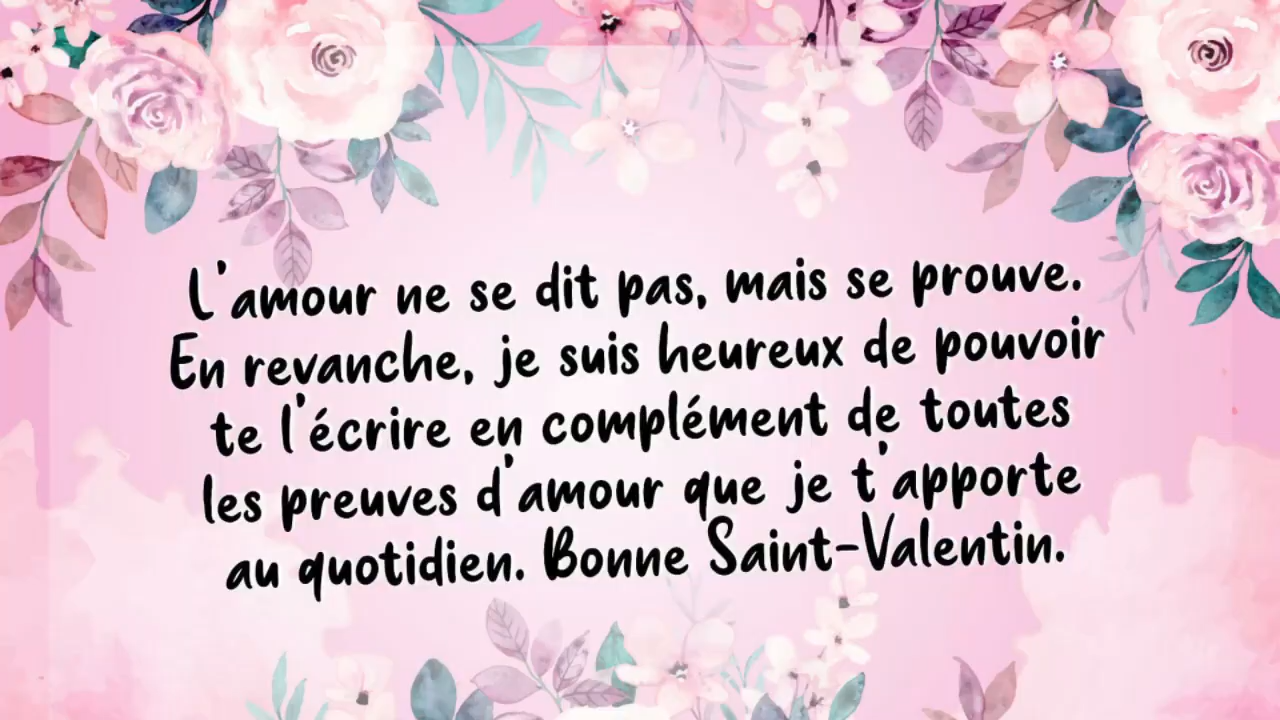 L'amour ne se dit pas, mais se prouve.
En revanche, je suis heureux de pouvoir
te l'écrire en complément de toutes
les preuves d'amour que je t'apporte
au quotidien. Bonne Saint-Valentin.